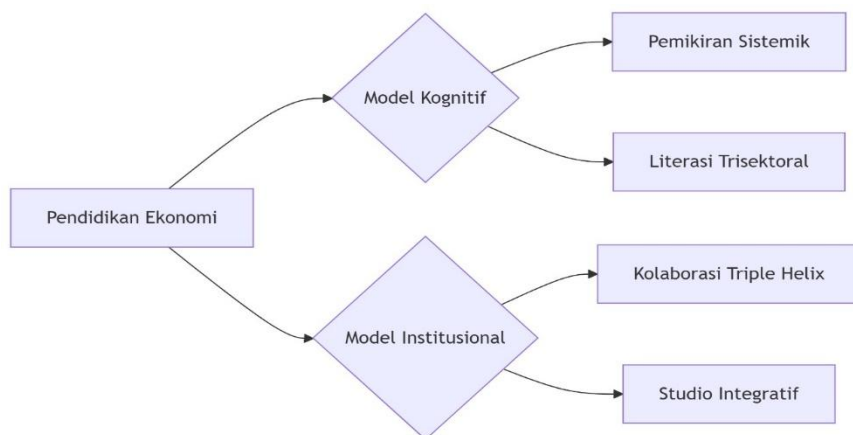 Pendidikan Ekonomi
Model Kognitif
Pemikiran Sistemik
Literasi Trisektoral
Model Institusional
Kolaborasi Triple Helix
Studio Integratif